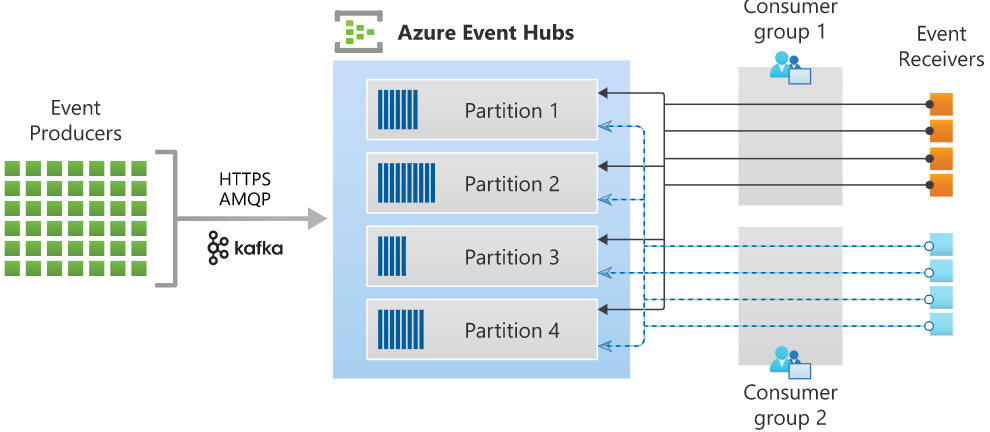 Azure Event Hubs
Event
Producers
HTTPS
AMQP
kafka
Partition 1
Partition 2
Partition 3
Partition 4
Consumer
group 1
Event
Receivers
Consumer
group 2